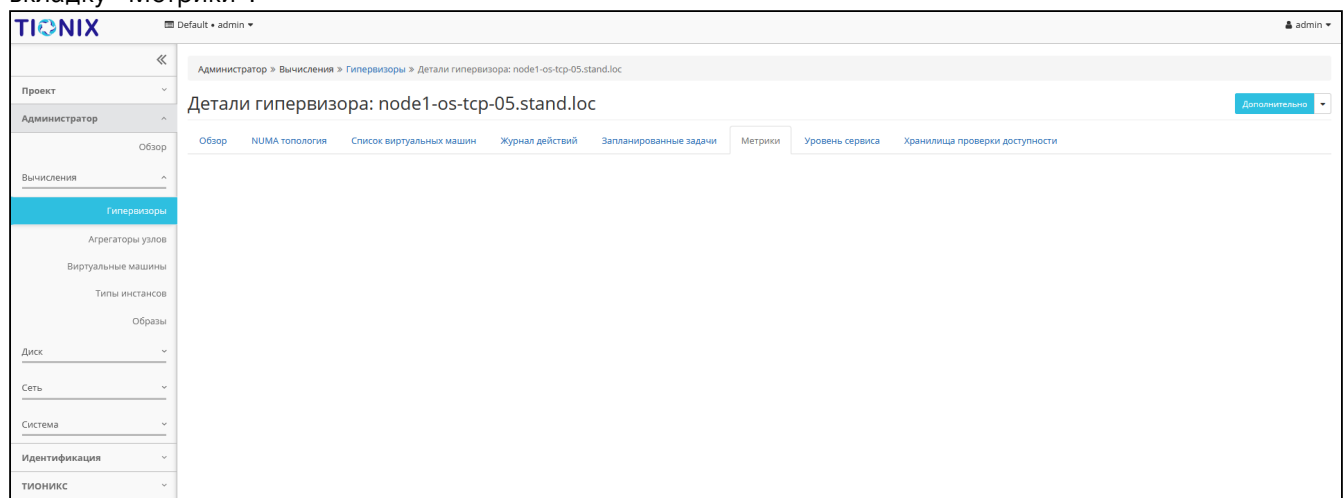 вкладку "Метрики".
TIONIX
Default • admin
admin
Администратор » Вычисления » Гипервизоры » Детали гипервизора: node1-os-tcp-05.stand.loc
Проект
Детали гипервизора: node1-os-tcp-05.stand.loc
Дополнительно
Администратор
Обзор NUMA топология Список виртуальных машин Журнал действий Запланированные задачи Метрики Уровень сервиса Хранилища проверки доступности
Обзор
Вычисления
Гипервизоры
Агрегаторы узлов
Виртуальные машины
Типы инстансов
Образы
Диск
Сеть
Система
Идентификация
ТИОНИКС